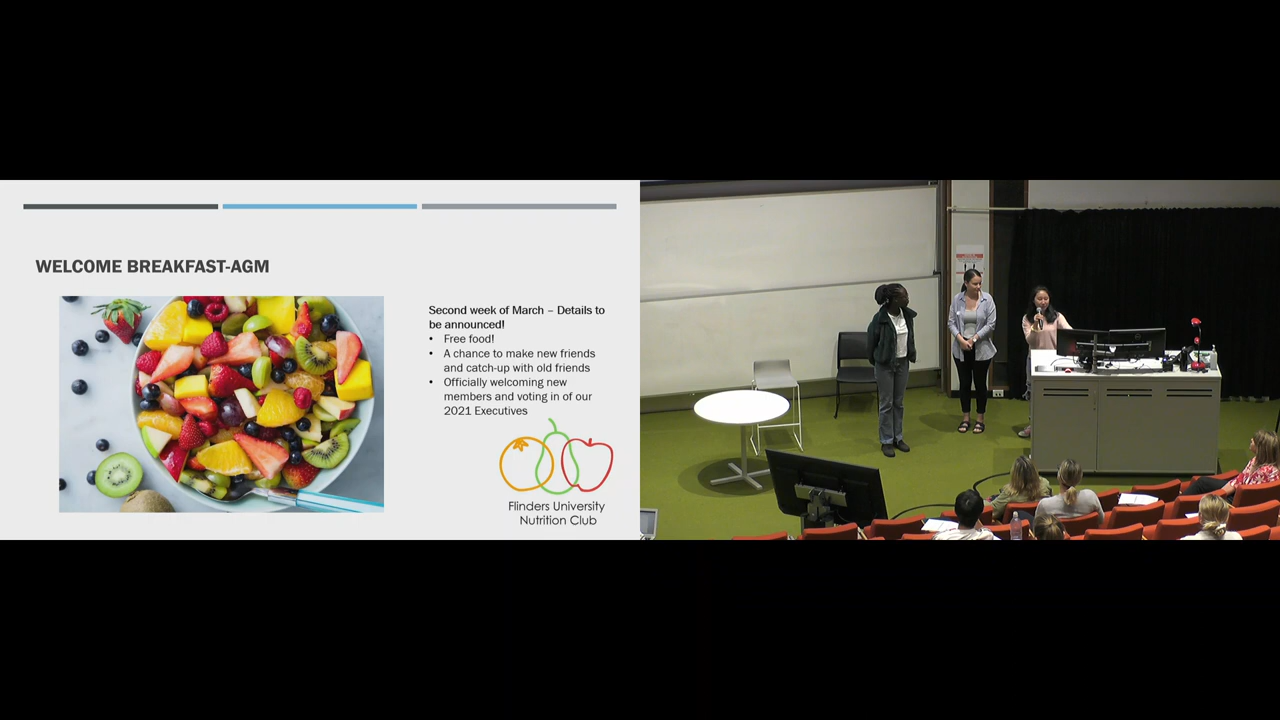 WELCOME BREAKFAST-AGM
Second week of March – Details to
be announced!
• Free food!
• A chance to make new friends
and catch-up with old friends
• Officially welcoming new
members and voting in of our
2021 Executives
Flinders University
Nutrition Club